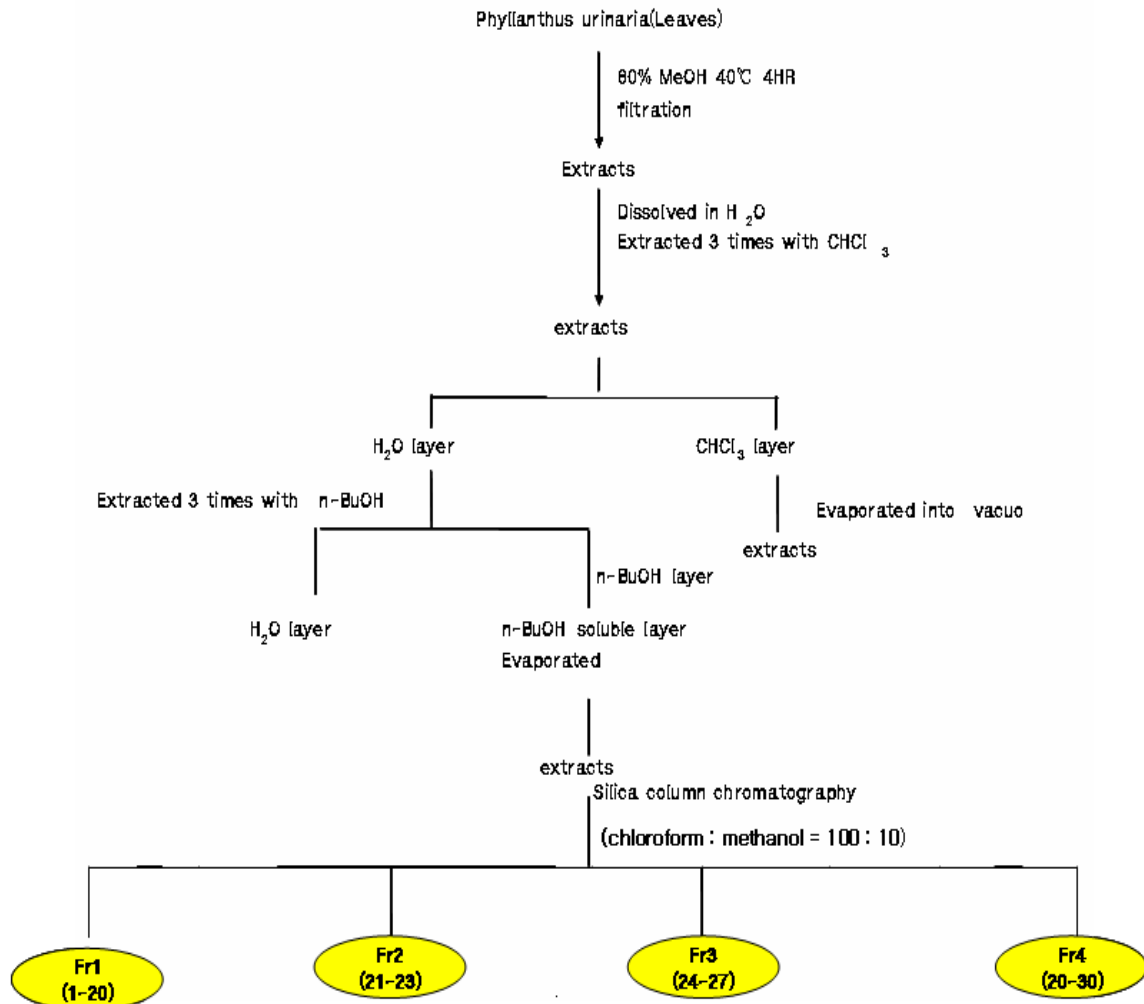 Phyllanthus urinaria(Leaves)
80% MeOH 40℃ 4HR
filtration
Extracts
Dissolved in H₂O
Extracted 3 times with CHCl₃
extracts
H₂O layer
CHCl₃ layer
Extracted 3 times with n-BuOH
Evaporated into vacuo
extracts
n-BuOH layer
H₂O layer
n-BuOH soluble layer
Evaporated
extracts
Silica column chromatography
(chloroform : methanol = 100 : 10)
Fr1
(1-20)
Fr2
(21-23)
Fr3
(24-27)
Fr4
(20-30)